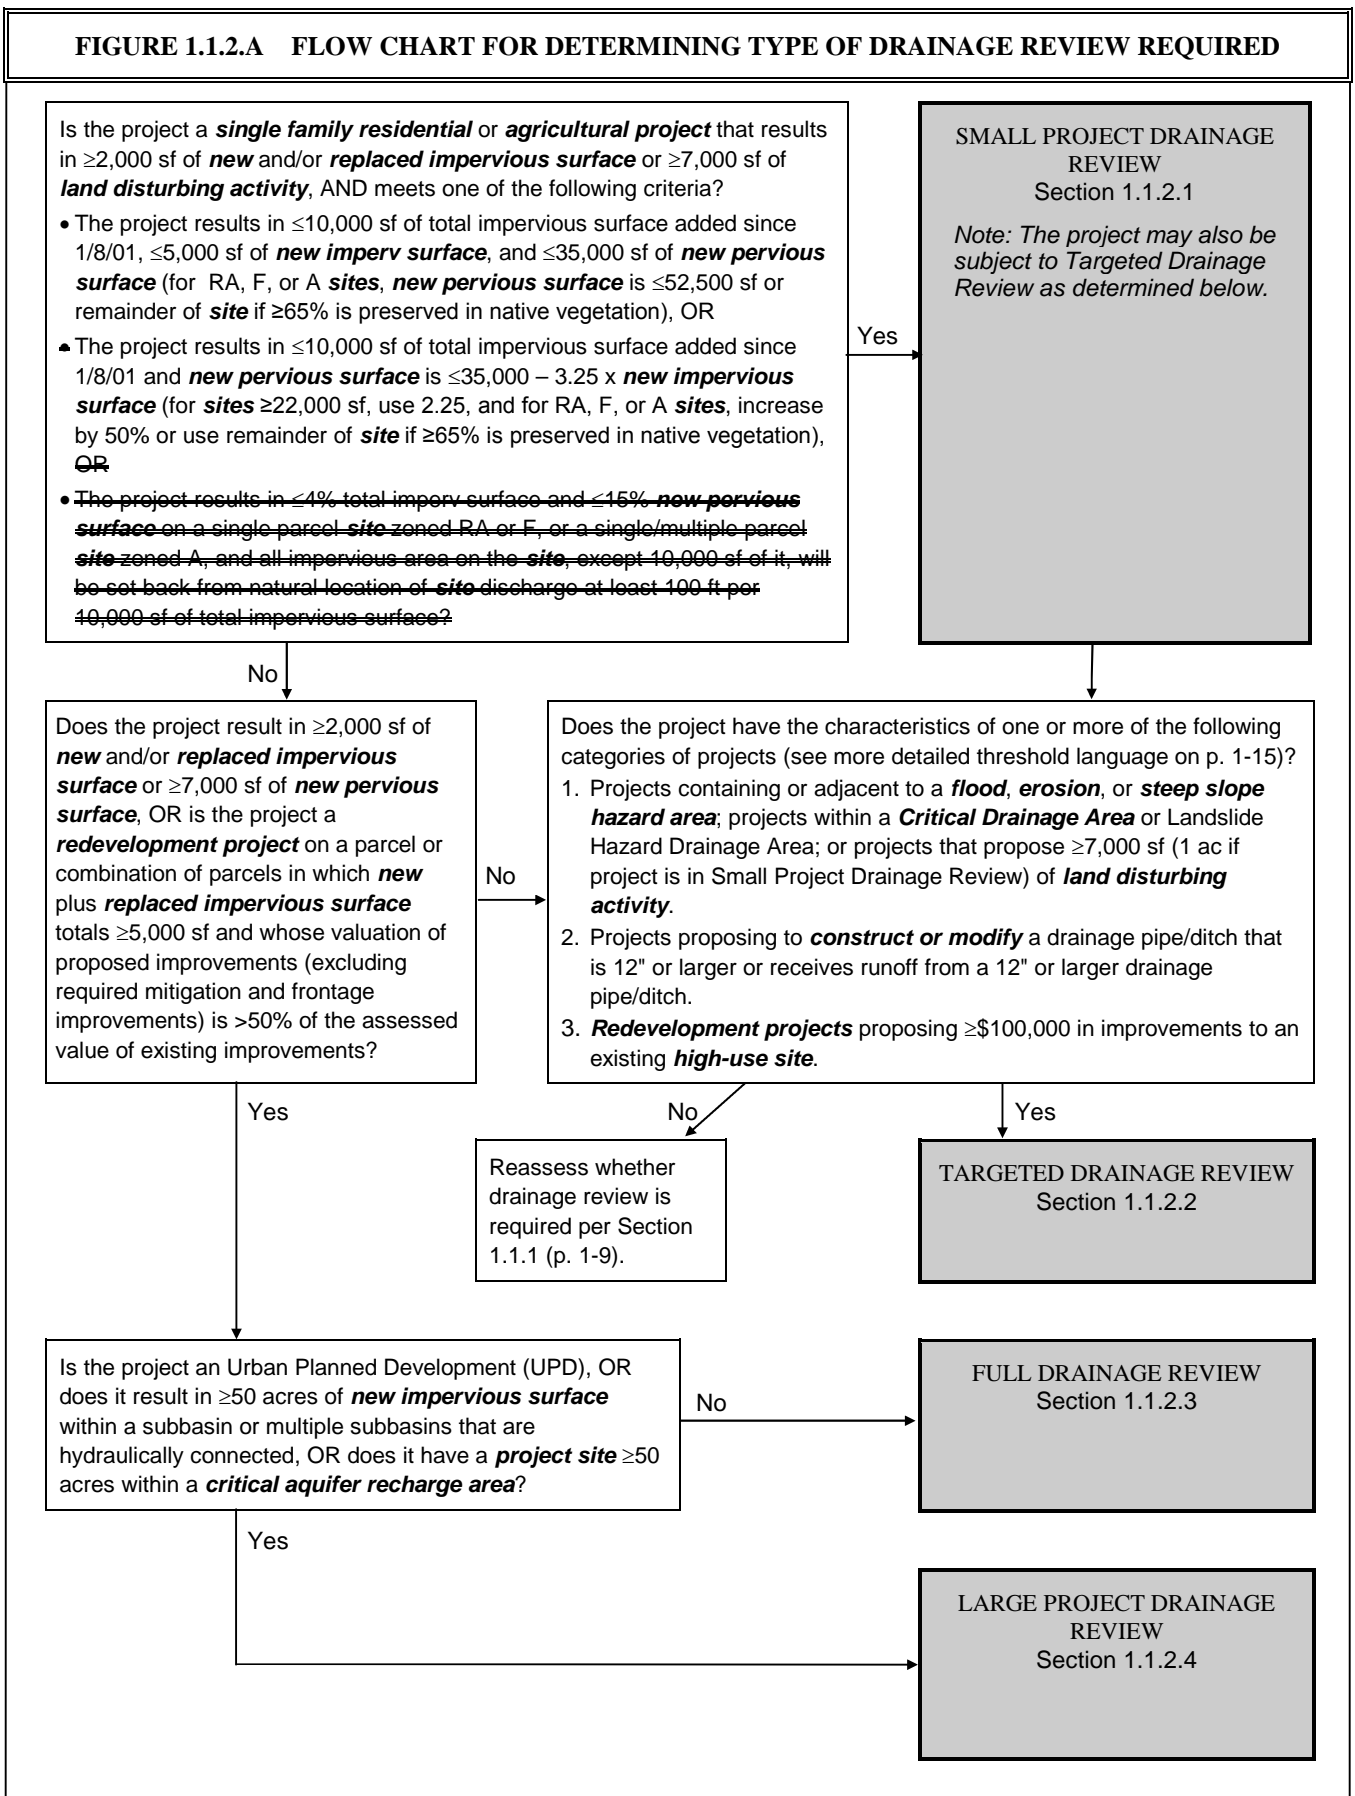 FIGURE 1.1.2.A FLOW CHART FOR DETERMINING TYPE OF DRAINAGE REVIEW REQUIRED
Is the project a single family residential or agricultural project that results
in ≥2,000 sf of new and/or replaced impervious surface or ≥7,000 sf of
land disturbing activity, AND meets one of the following criteria?
• The project results in ≤10,000 sf of total impervious surface added since
1/8/01, ≤5,000 sf of new imperv surface, and ≤35,000 sf of new pervious
surface (for RA, F, or A sites, new pervious surface is ≤52,500 sf or
remainder of site if ≥65% is preserved in native vegetation), OR
• The project results in ≤10,000 sf of total impervious surface added since
1/8/01 and new pervious surface is ≤35,000 – 3.25 x new impervious
surface (for sites ≥22,000 sf, use 2.25, and for RA, F, or A sites, increase
by 50% or use remainder of site if ≥65% is preserved in native vegetation),
OR
• The project results in ≤4% total imperv surface and ≤15% new pervious
surface on a single parcel site zoned RA or F, or a single/multiple parcel
site zoned A, and all impervious area on the site, except 10,000 sf of it, will
be set back from natural location of site discharge at least 100 ft per
10,000 sf of total impervious surface?
Yes
SMALL PROJECT DRAINAGE
REVIEW
Section 1.1.2.1
Note: The project may also be
subject to Targeted Drainage
Review as determined below.
No
Does the project result in ≥2,000 sf of
new and/or replaced impervious
surface or ≥7,000 sf of new pervious
surface, OR is the project a
redevelopment project on a parcel or
combination of parcels in which new
plus replaced impervious surface
totals ≥5,000 sf and whose valuation of
proposed improvements (excluding
required mitigation and frontage
improvements) is >50% of the assessed
value of existing improvements?
No
Does the project have the characteristics of one or more of the following
categories of projects (see more detailed threshold language on p. 1-15)?
1. Projects containing or adjacent to a flood, erosion, or steep slope
hazard area; projects within a Critical Drainage Area or Landslide
Hazard Drainage Area; or projects that propose ≥7,000 sf (1 ac if
project is in Small Project Drainage Review) of land disturbing
activity.
2. Projects proposing to construct or modify a drainage pipe/ditch that
is 12" or larger or receives runoff from a 12" or larger drainage
pipe/ditch.
3. Redevelopment projects proposing ≥$100,000 in improvements to an
existing high-use site.
Yes
No
Yes
Reassess whether
drainage review is
required per Section
1.1.1 (p. 1-9).
TARGETED DRAINAGE REVIEW
Section 1.1.2.2
Is the project an Urban Planned Development (UPD), OR
does it result in ≥50 acres of new impervious surface
within a subbasin or multiple subbasins that are
hydraulically connected, OR does it have a project site ≥50
acres within a critical aquifer recharge area?
No
FULL DRAINAGE REVIEW
Section 1.1.2.3
Yes
LARGE PROJECT DRAINAGE
REVIEW
Section 1.1.2.4